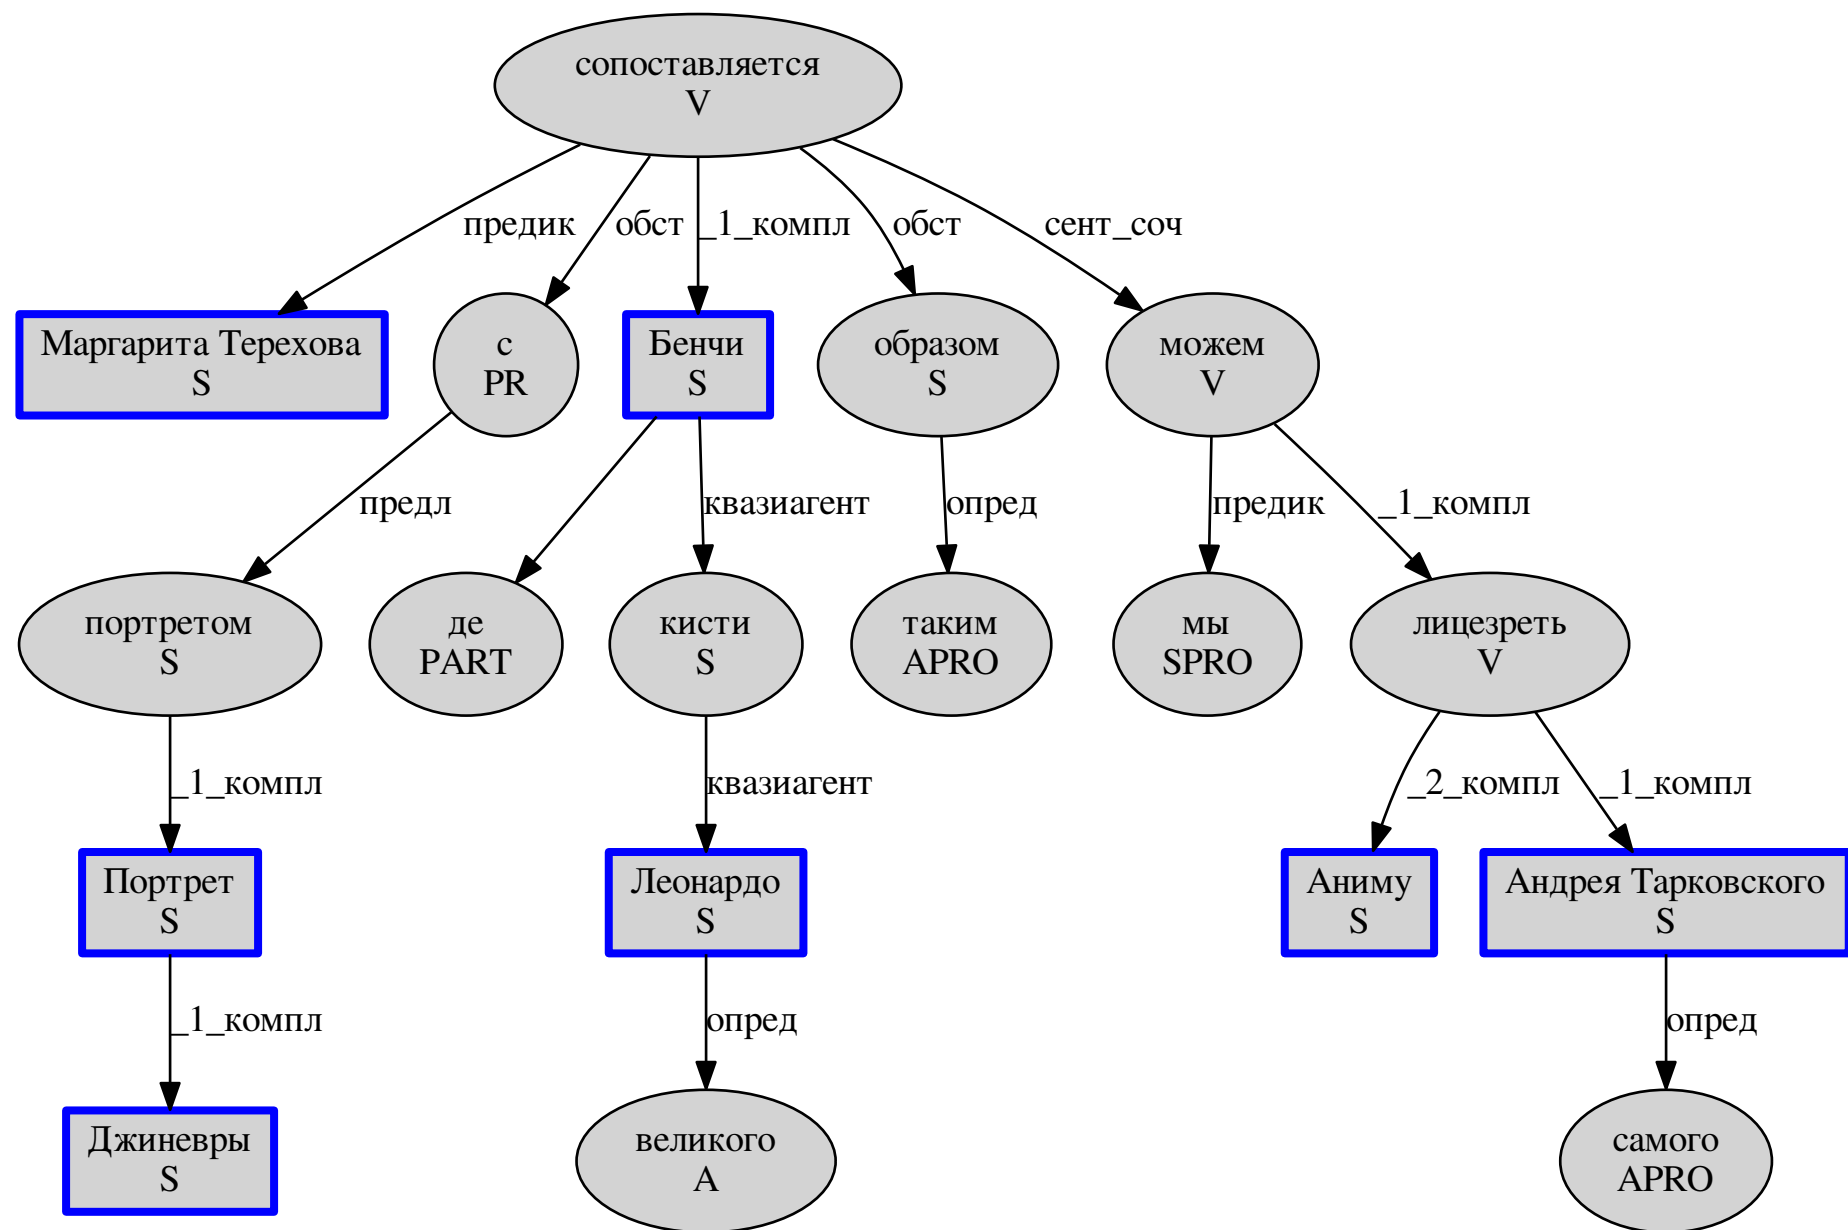 сопоставляется
V
предик
обст
_1_компл
обст
сент_соч
Маргарита Терехова
S
с
PR
Бенчи
S
образом
S
можем
V
предл
квазиагент
опред
предик
_1_компл
портретом
S
де
PART
кисти
S
таким
APRO
мы
SPRO
лицезреть
V
_1_компл
квазиагент
_2_компл
_1_компл
Портрет
S
Леонардо
S
Аниму
S
Андрея Тарковского
S
_1_компл
опред
опред
Джиневры
S
великого
A
самого
APRO